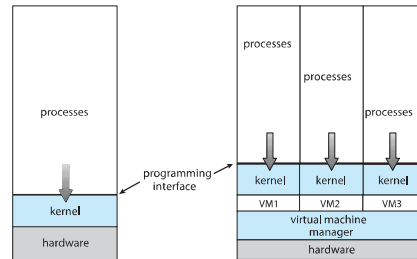 processes
kernel
hardware
programming
interface
processes
processes
processes
kernel
kernel
kernel
VM1
VM2
VM3
virtual machine
manager
hardware